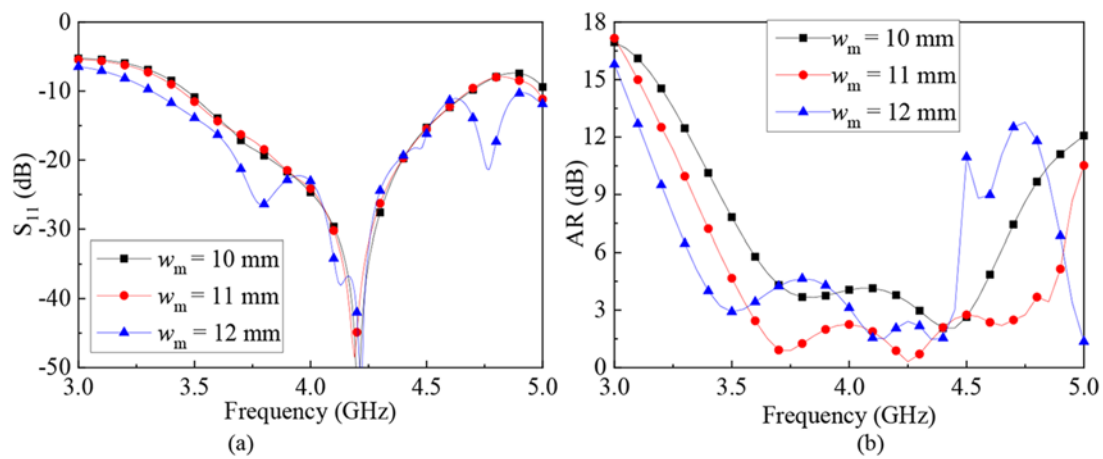 0
-10
-20
-30
-40
-50
S11 (dB)
wm = 10 mm
wm = 11 mm
wm = 12 mm
3.0 3.5 4.0 4.5 5.0
Frequency (GHz)
(a)
18
15
12
9
6
3
0
AR (dB)
wm = 10 mm
wm = 11 mm
wm = 12 mm
3.0 3.5 4.0 4.5 5.0
Frequency (GHz)
(b)